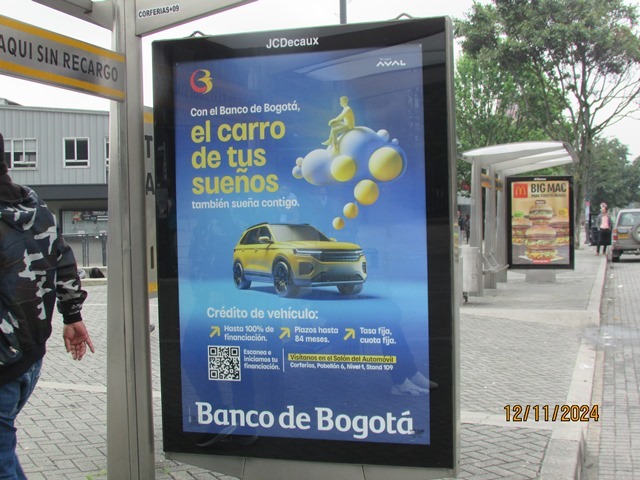 CORFERIAS+09
AQUI SIN RECARGO
JCDecaux
AVAL
Con el Banco de Bogotá,
el carro
de tus
sueños
también sueña contigo.
Crédito de vehículo:
Hasta 100% de
financiación.
Plazos hasta
84 meses.
Tasa fija,
cuota fija.
Escanea e
iniciamos tu
financiación.
Visítanos en el Salón del Automóvil
Corferias, Pabellón 6, Nivel 1, Stand 109
Banco de Bogotá
BIG MAC
12/11/2024